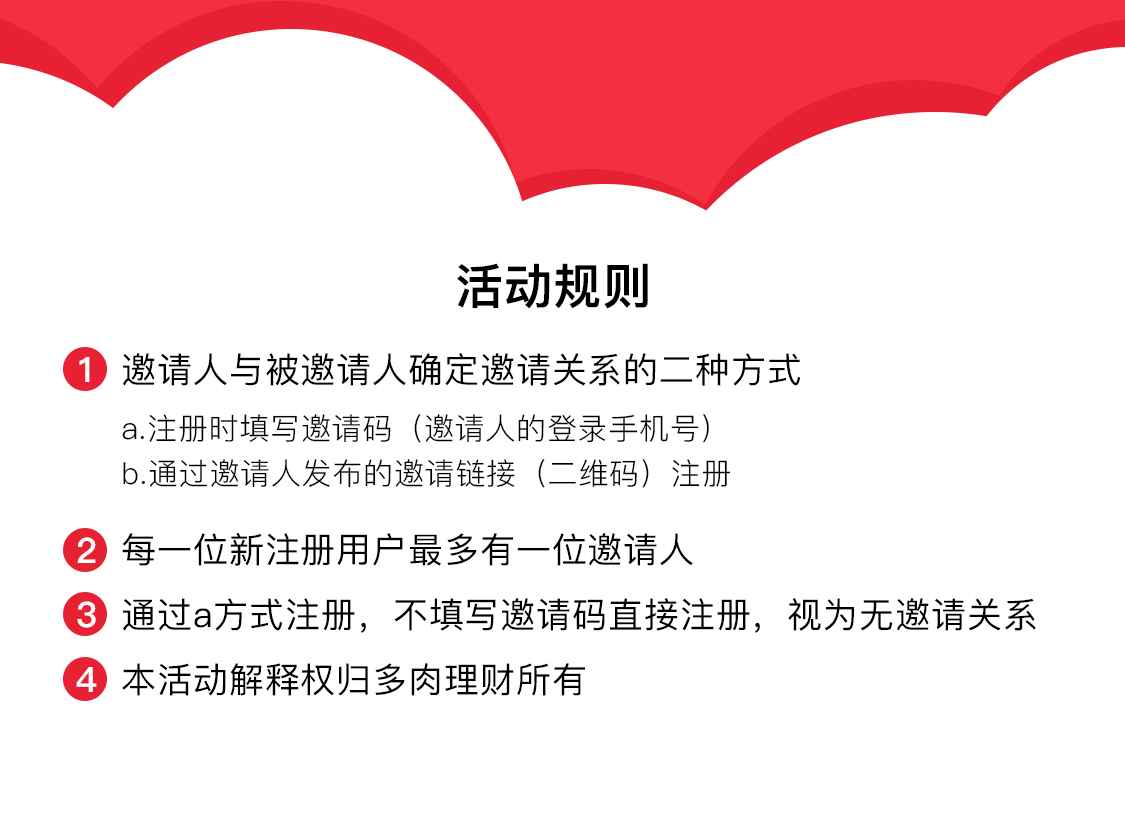 活动规则
1 邀请人与被邀请人确定邀请关系的二种方式
a.注册时填写邀请码（邀请人的登录手机号）
b.通过邀请人发布的邀请链接（二维码）注册
2 每一位新注册用户最多有一位邀请人
3 通过a方式注册，不填写邀请码直接注册，视为无邀请关系
4 本活动解释权归多肉理财所有